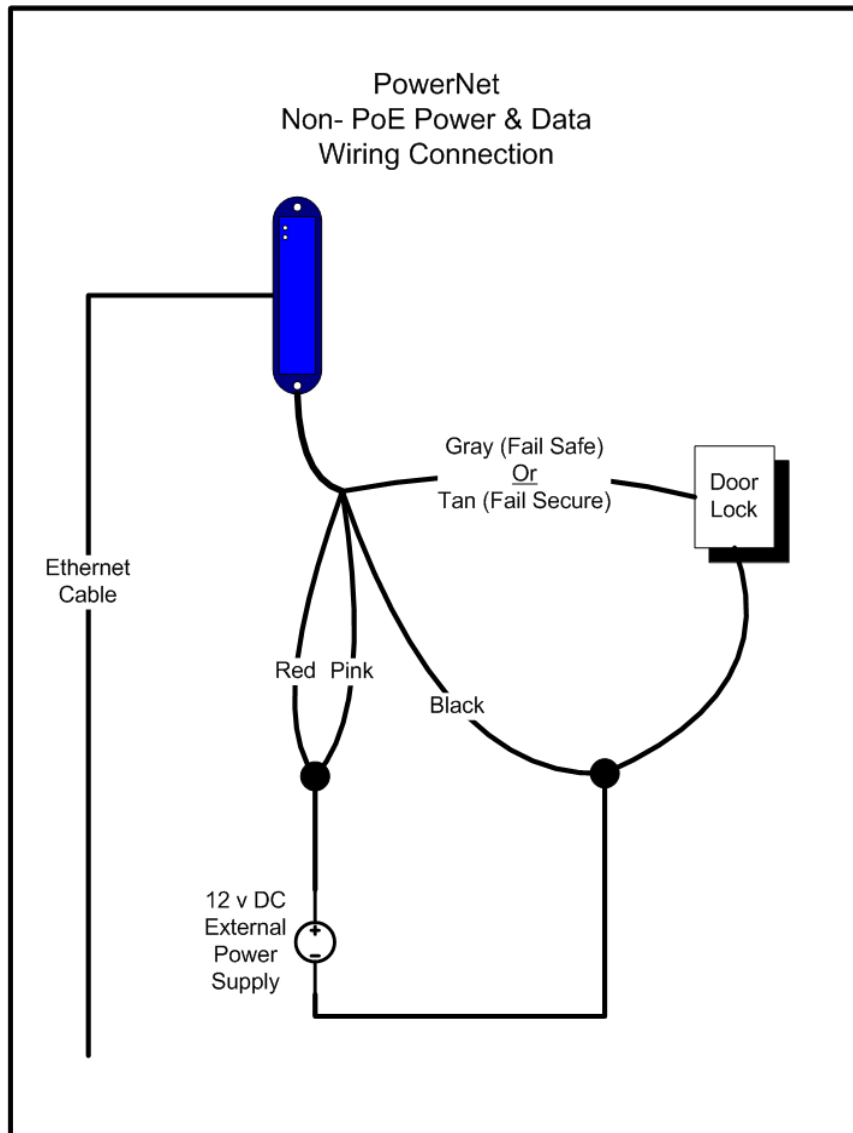 PowerNet
Non- PoE Power & Data
Wiring Connection
Gray (Fail Safe)
Or
Tan (Fail Secure)
Door
Lock
Ethernet
Cable
Red
Pink
Black
12 v DC
External
Power
Supply
+
-